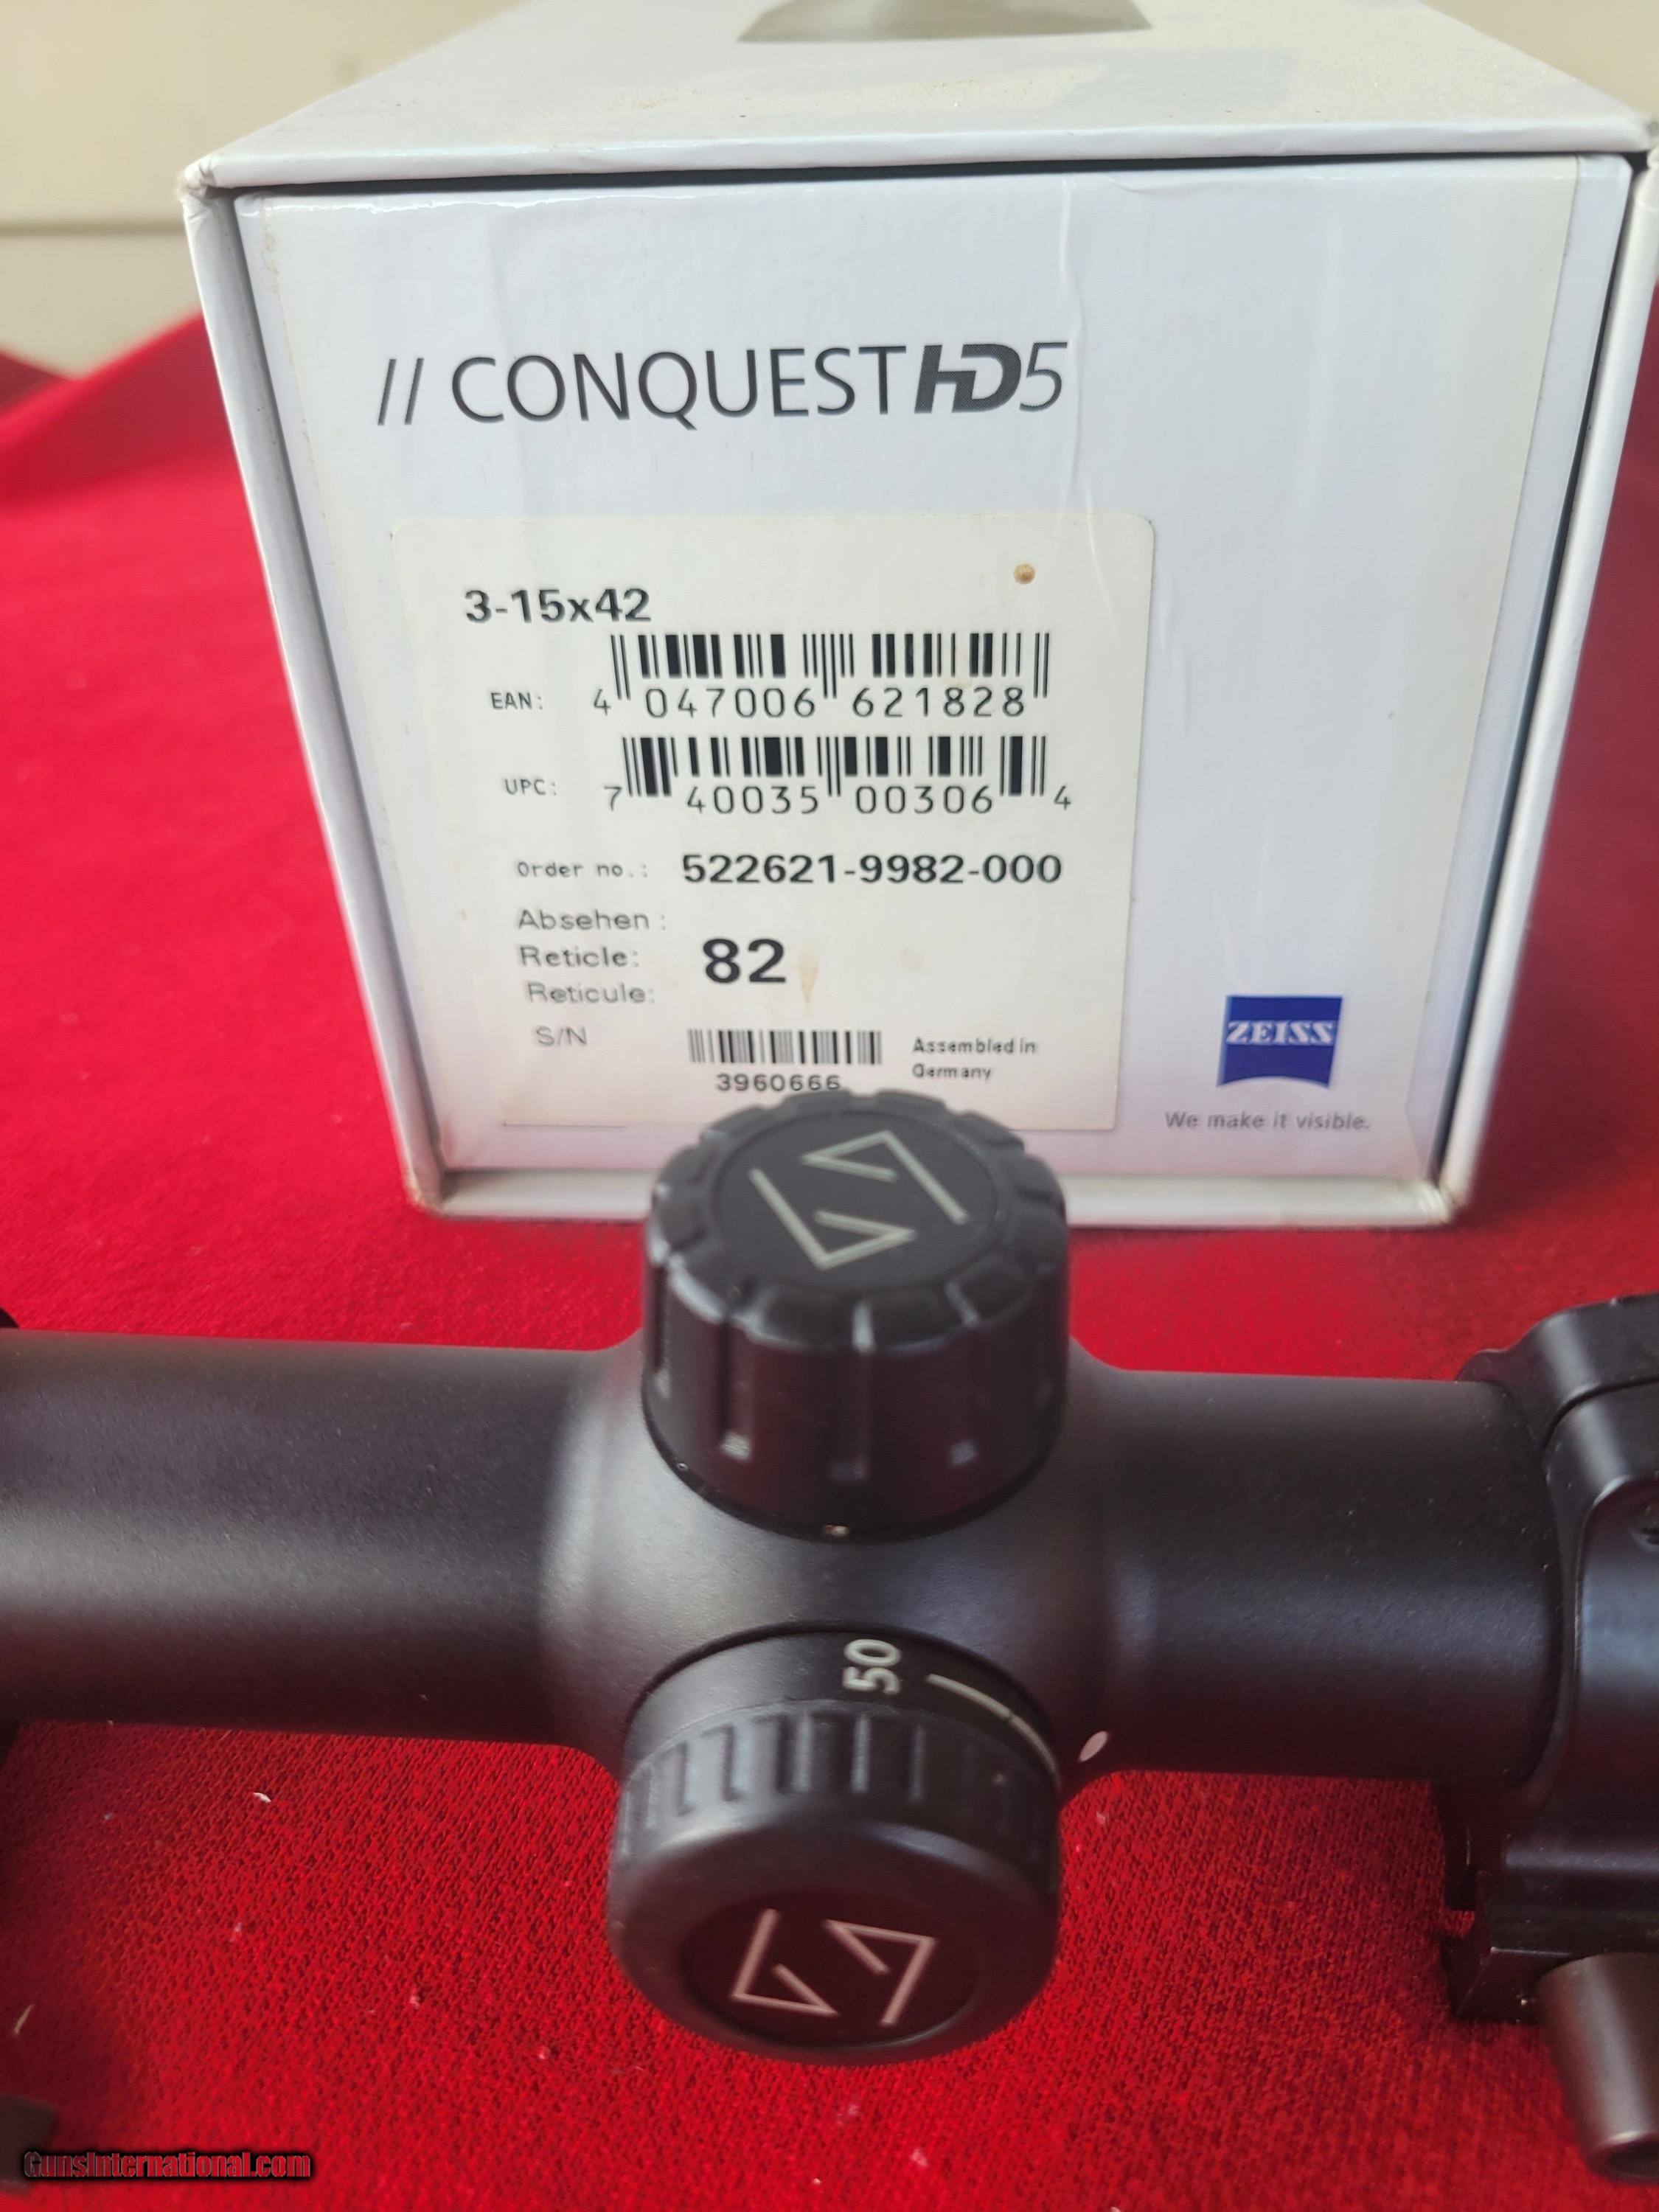 // CONQUEST HD5
3-15x42
EAN: 4 047006 621828
UPC: 7 40035 00306 4
Order no.: 522621-9982-000
Absehen:
Reticle: 82
Reticule:
S/N 3960666
Assembled in
Germany
ZEISS
We make it visible.
50
GunsInternational.com